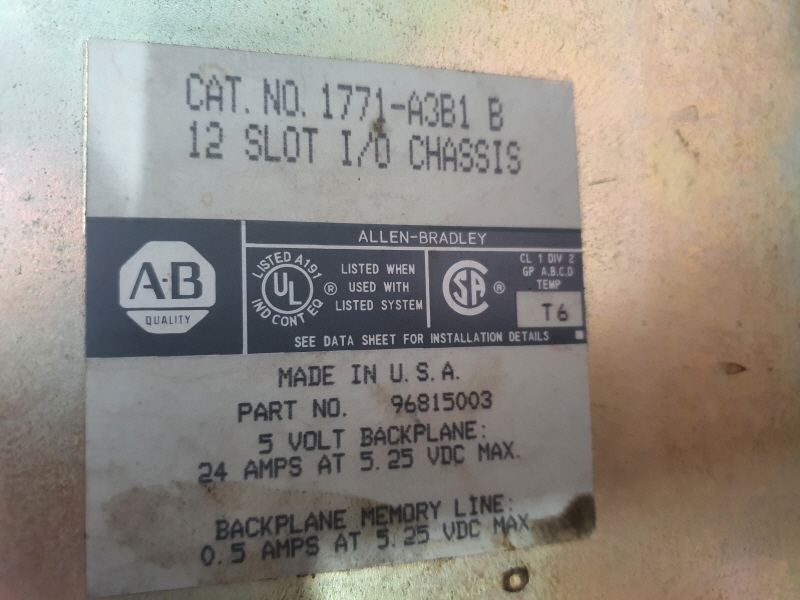 CAT. NO. 1771-A3B1 B
12 SLOT I/O CHASSIS
ALLEN-BRADLEY
A-B
QUALITY
LISTED A191
UL
IND CONT EQ
®
LISTED WHEN
USED WITH
LISTED SYSTEM
SA
®
CL 1 DIV 2
GP A,B,C,D
TEMP
T6
SEE DATA SHEET FOR INSTALLATION DETAILS
MADE IN U.S.A.
PART NO. 96815003
5 VOLT BACKPLANE:
24 AMPS AT 5.25 VDC MAX.
BACKPLANE MEMORY LINE:
0.5 AMPS AT 5.25 VDC MAX